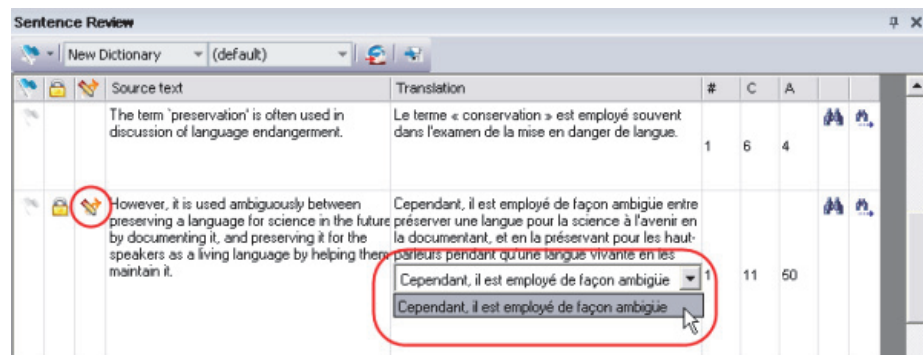 Sentence Review
New Dictionary (default)
Source text Translation # C A
The term `preservation' is often used in
discussion of language endangerment.
Le terme « conservation » est employé souvent
dans l'examen de la mise en danger de langue.
1 6 4
However, it is used ambiguously between
preserving a language for science in the future
by documenting it, and preserving it for the
speakers as a living language by helping them
maintain it.
Cependant, il est employé de façon ambigüe entre
préserver une langue pour la science à l'avenir en
la documentant, et en la préservant pour les haut-
parleurs pendant qu'une langue vivante en les
Cependant, il est employé de façon ambigüe
Cependant, il est employé de façon ambigüe
1 11 50